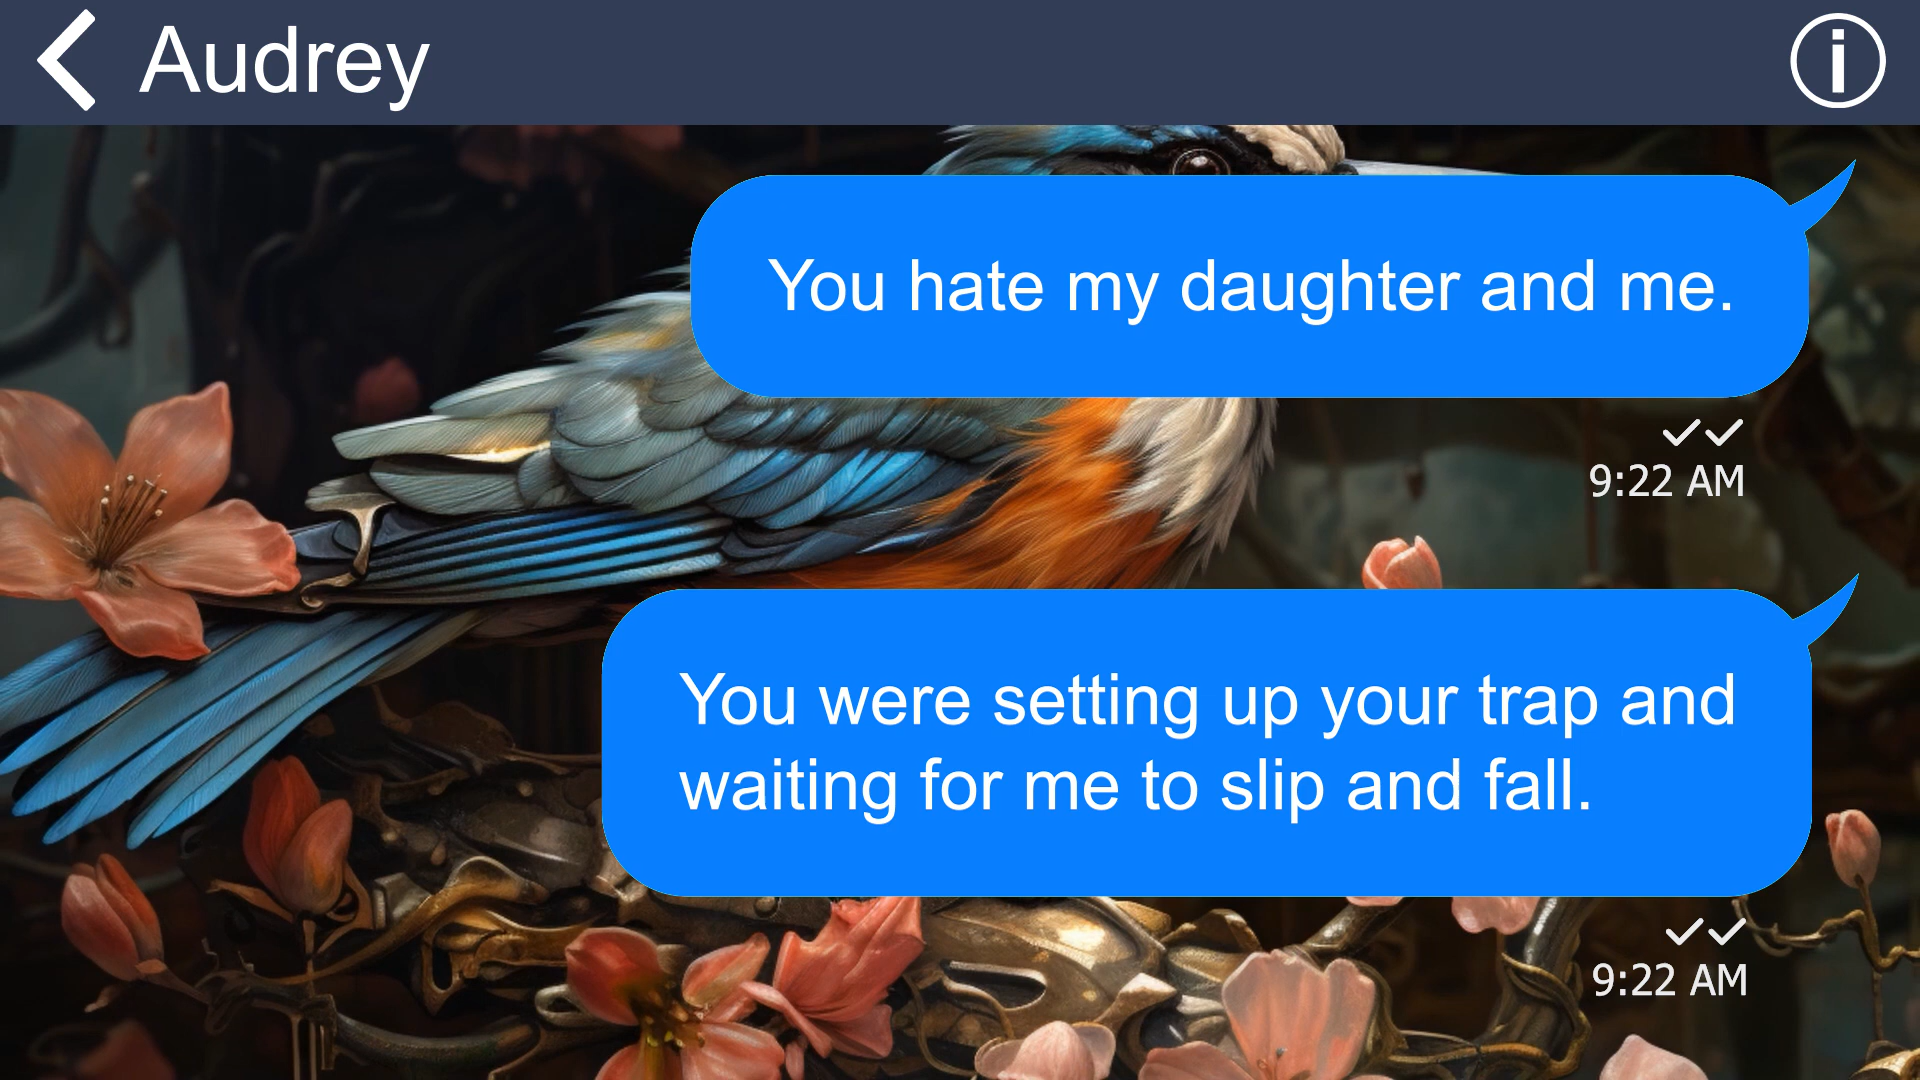 Audrey
You hate my daughter and me.
9:22 AM
You were setting up your trap and
waiting for me to slip and fall.
9:22 AM